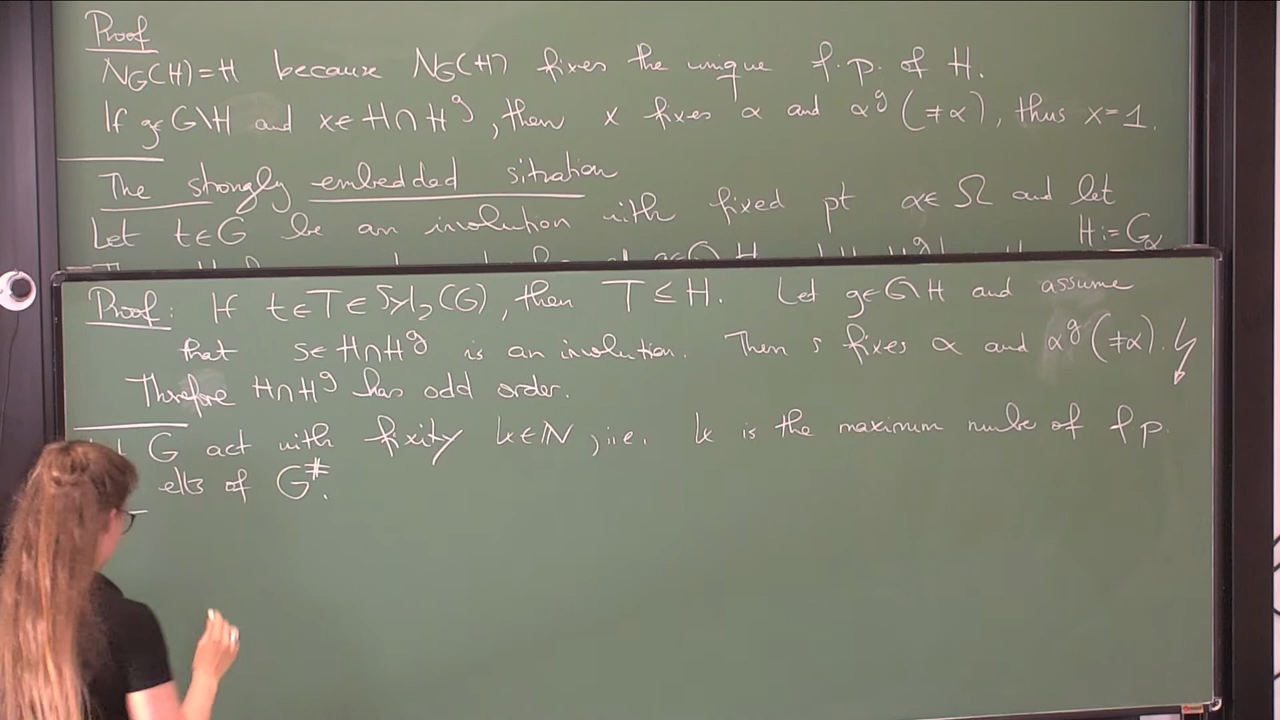 Proof
N_G(H)=H because N_G(H) fixes the unique f.p. of H.
If g∈G\H and x∈H∩H^g, then x fixes α and α^g (≠α), thus x=1.
The strongly embedded sitration
Let t∈G be an involution with fixed pt α∈Ω and let
H:=G_α
Proof: If t∈T∈Syl_2(G), then T≤H. Let g∈G\H and assume
that s∈H∩H^g is an involution. Then s fixes α and α^g (≠α). ↯
Therefore H∩H^g has odd order.
G act with fixity k∈ℕ, i.e. k is the maximum numbe of f p.
elts of G^#.